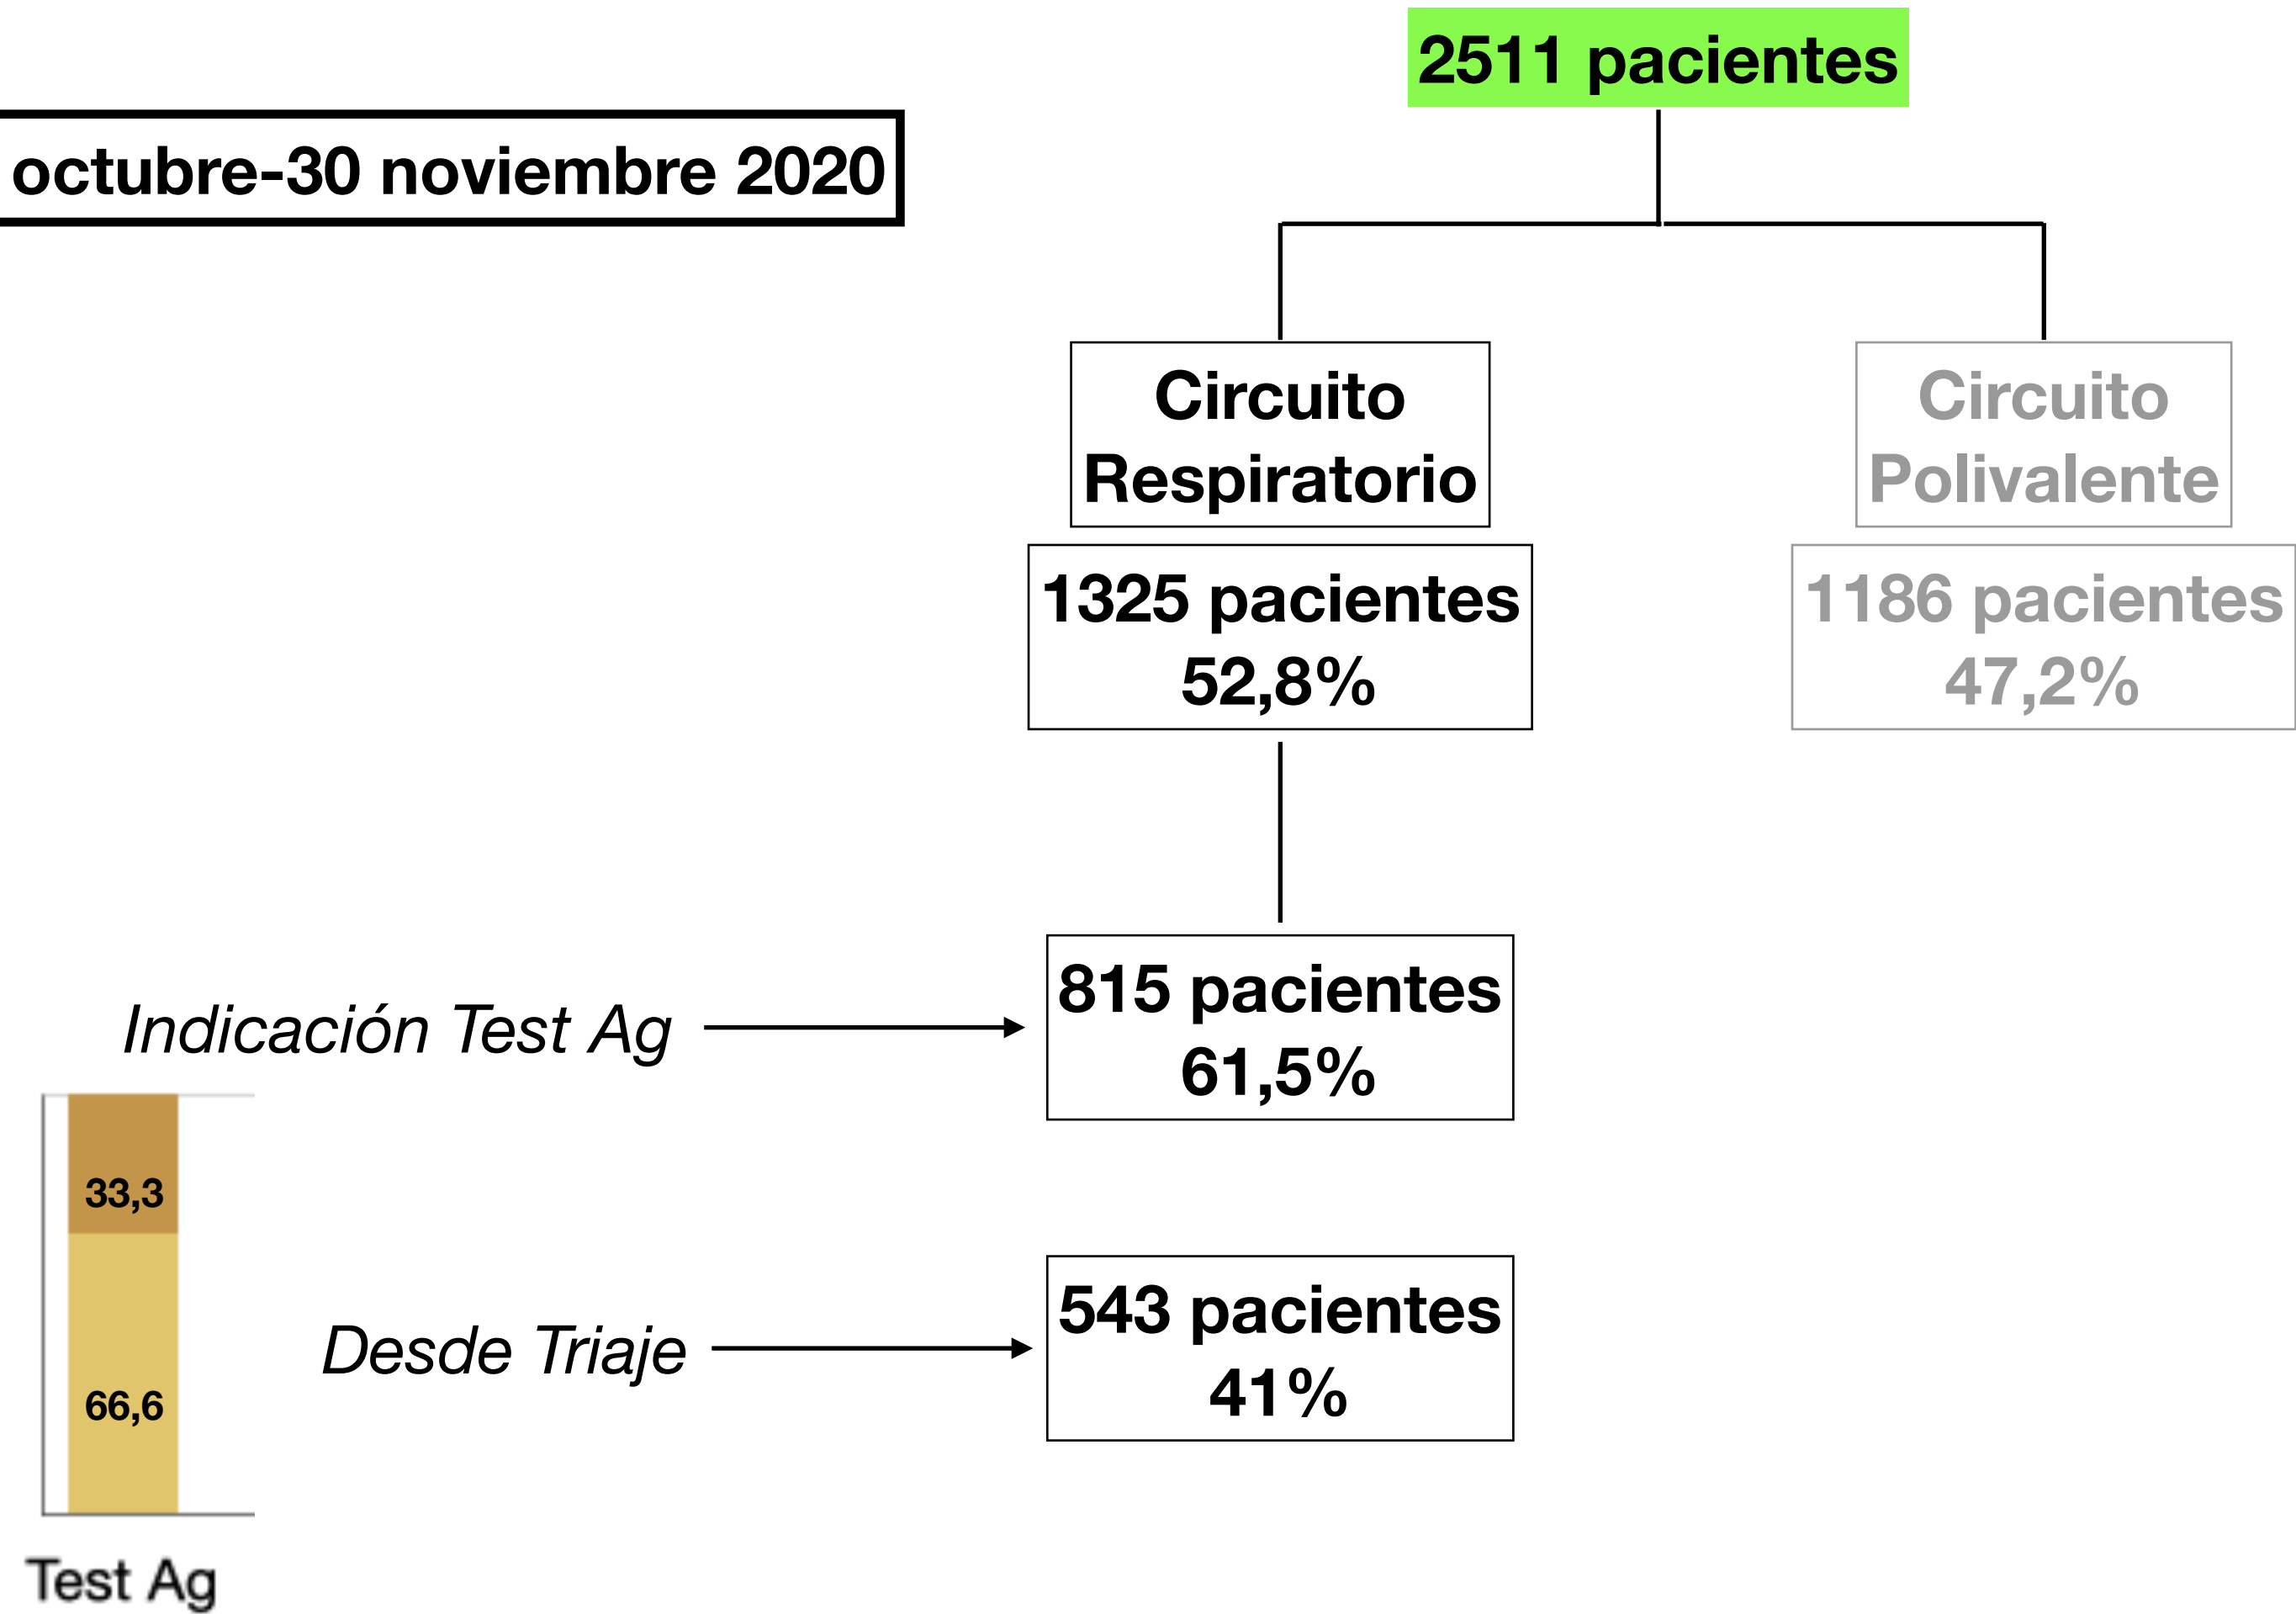 2511 pacientes
octubre-30 noviembre 2020
Circuito
Respiratorio
1325 pacientes
52,8%
Circuito
Polivalente
1186 pacientes
47,2%
Indicación Test Ag
815 pacientes
61,5%
33,3
66,6
Test Ag
Desde Triaje
543 pacientes
41%